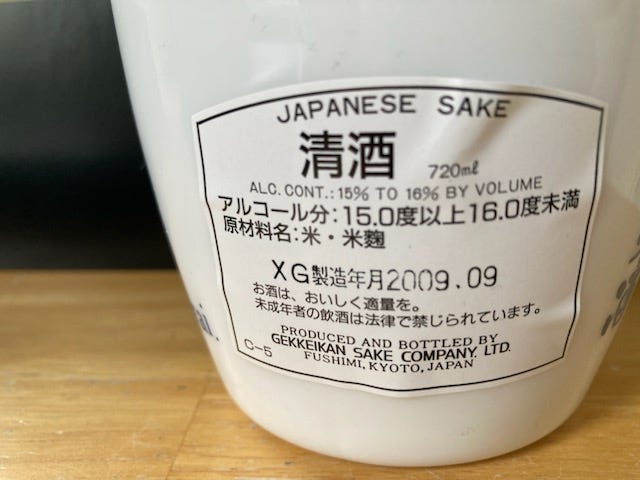 JAPANESE SAKE
清酒 720ml
ALC. CONT.: 15% TO 16% BY VOLUME
アルコール分:15.0度以上16.0度未満
原材料名:米・米麹
XG製造年月2009.09
お酒は、おいしく適量を。
未成年者の飲酒は法律で禁じられています。
PRODUCED AND BOTTLED BY
GEKKEIKAN SAKE COMPANY, LTD.
FUSHIMI, KYOTO, JAPAN
C-5